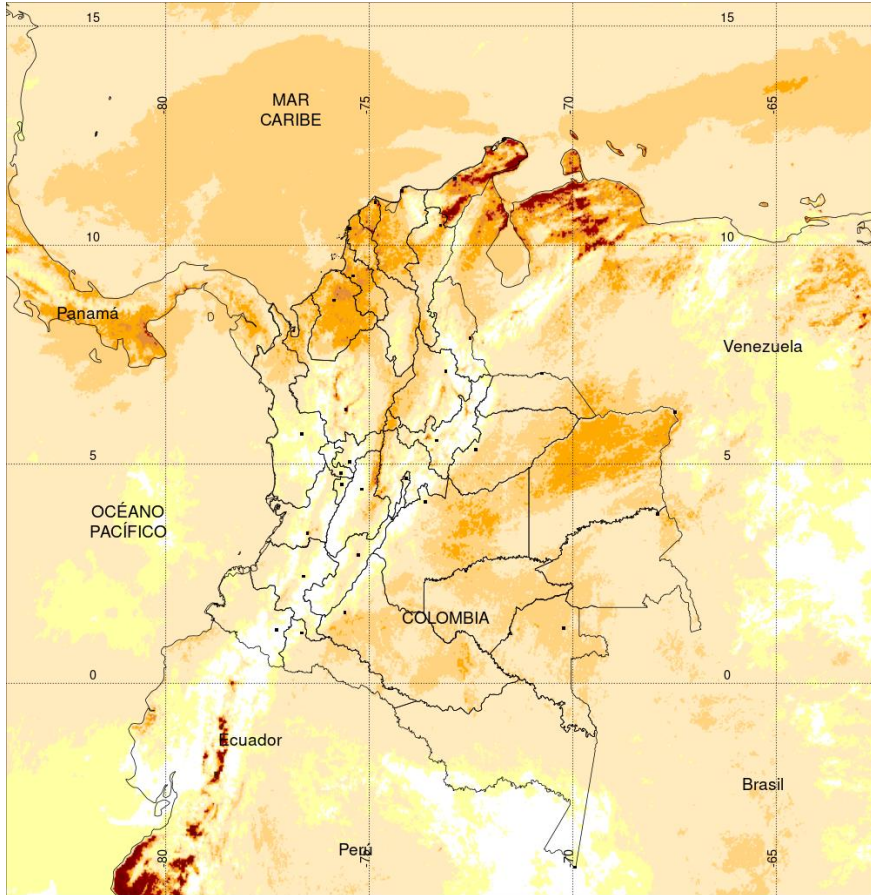 15
15
-80
-75
-70
-65
MAR
CARIBE
10
10
Panamá
Venezuela
5
5
OCÉANO
PACÍFICO
COLOMBIA
0
0
Ecuador
Brasil
Perú
-80
-75
-70
-65